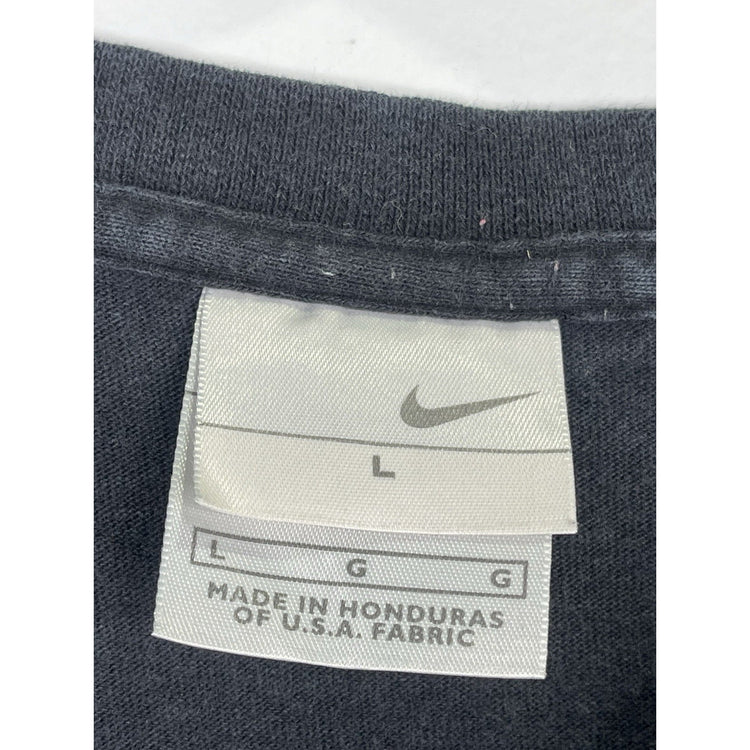 L
L G G
MADE IN HONDURAS
OF U.S.A. FABRIC